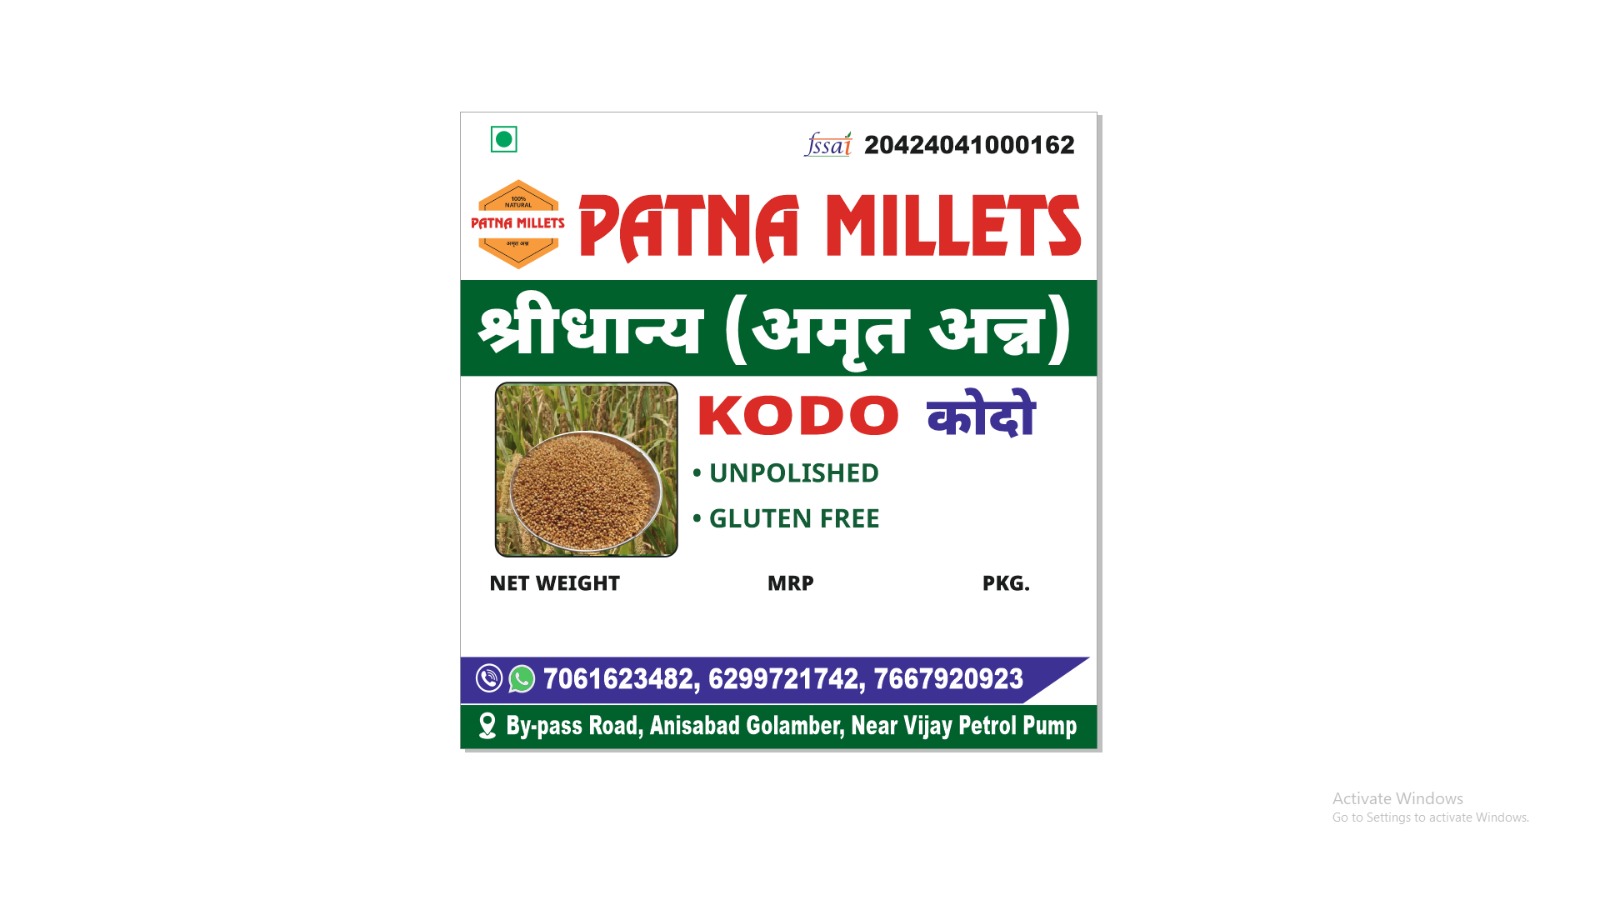 fssai 20424041000162
100%
NATURAL
PATNA MILLETS
अमृत अन्न
PATNA MILLETS
श्रीधान्य (अमृत अन्न)
KODO कोदो
• UNPOLISHED
• GLUTEN FREE
NET WEIGHT MRP PKG.
7061623482, 6299721742, 7667920923
By-pass Road, Anisabad Golamber, Near Vijay Petrol Pump
Activate Windows
Go to Settings to activate Windows.